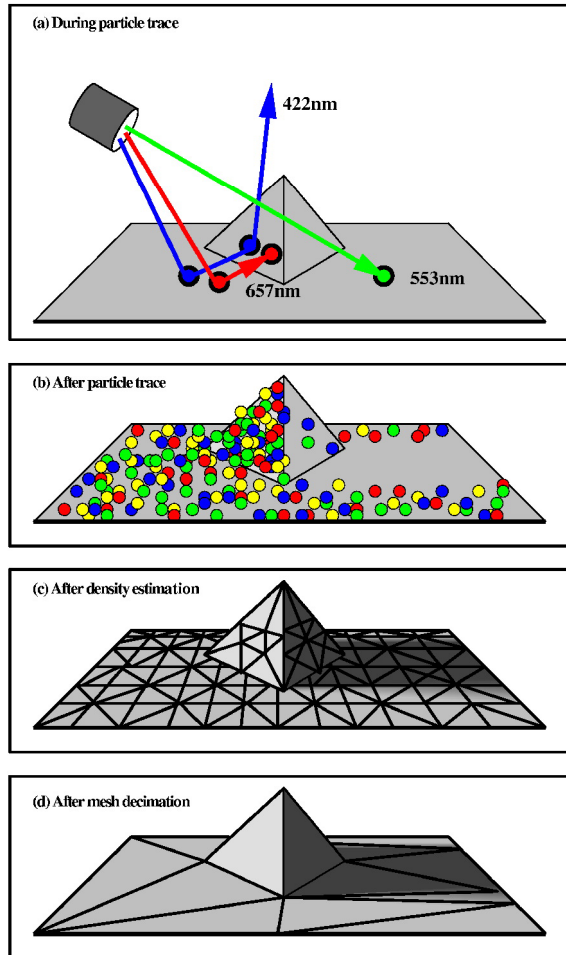 (a) During particle trace
422nm
657nm
553nm
(b) After particle trace
(c) After density estimation
(d) After mesh decimation